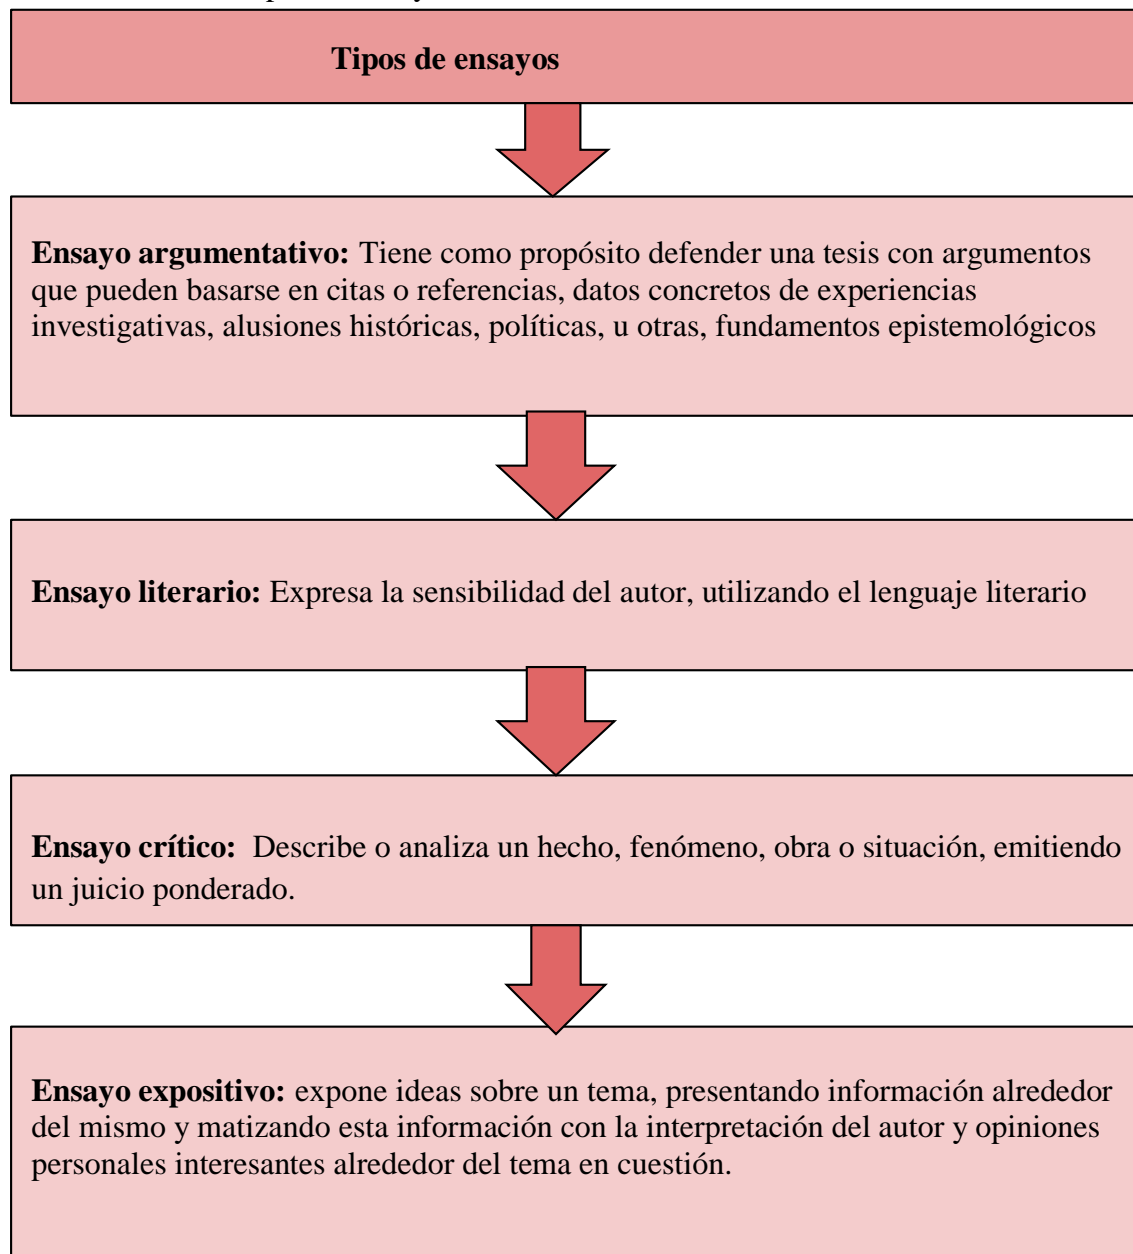 Tipos de ensayos
Ensayo argumentativo: Tiene como propósito defender una tesis con argumentos
que pueden basarse en citas o referencias, datos concretos de experiencias
investigativas, alusiones históricas, políticas, u otras, fundamentos epistemológicos
Ensayo literario: Expresa la sensibilidad del autor, utilizando el lenguaje literario
Ensayo crítico: Describe o analiza un hecho, fenómeno, obra o situación, emitiendo
un juicio ponderado.
Ensayo expositivo: expone ideas sobre un tema, presentando información alrededor
del mismo y matizando esta información con la interpretación del autor y opiniones
personales interesantes alrededor del tema en cuestión.